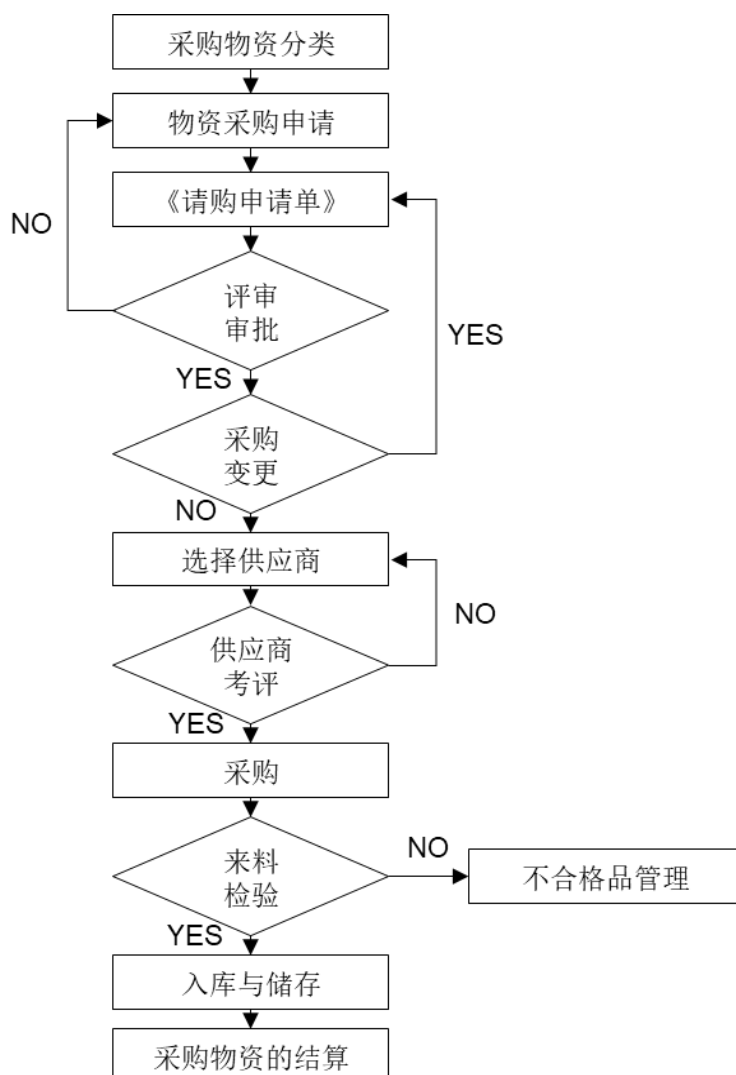 采购物资分类
物资采购申请
《请购申请单》
NO
评审
审批
YES
YES
采购
变更
NO
选择供应商
NO
供应商
考评
YES
采购
来料
检验
NO
不合格品管理
YES
入库与储存
采购物资的结算